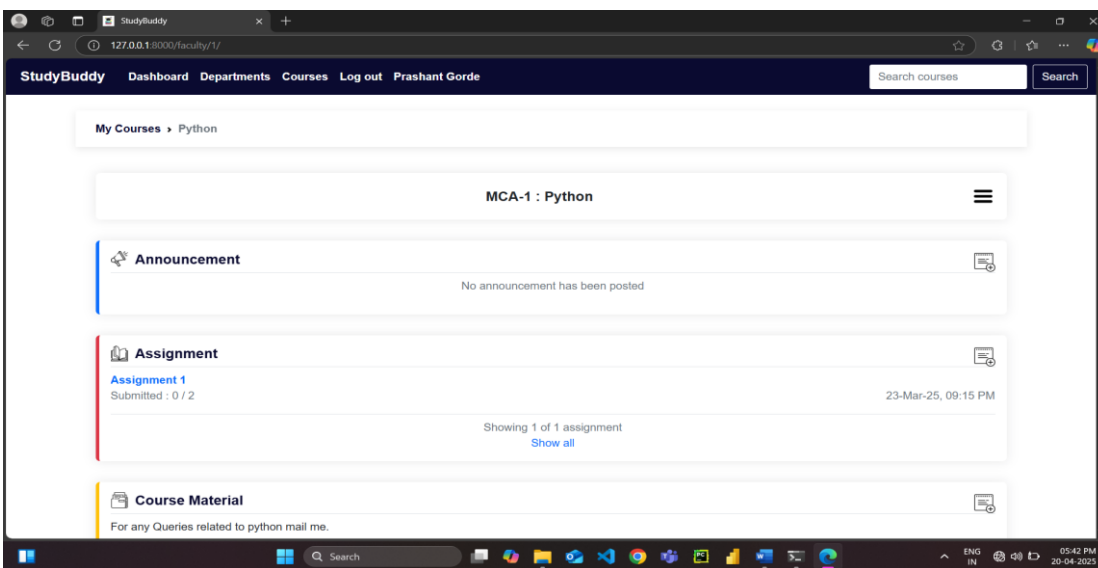 StudyBuddy
127.0.0.1:8000/faculty/1/
StudyBuddy Dashboard Departments Courses Log out Prashant Gorde Search courses Search
My Courses › Python
MCA-1 : Python
Announcement
No announcement has been posted
Assignment
Assignment 1
Submitted : 0 / 2 23-Mar-25, 09:15 PM
Showing 1 of 1 assignment
Show all
Course Material
For any Queries related to python mail me.
Search ENG 05:42 PM
IN 20-04-2025